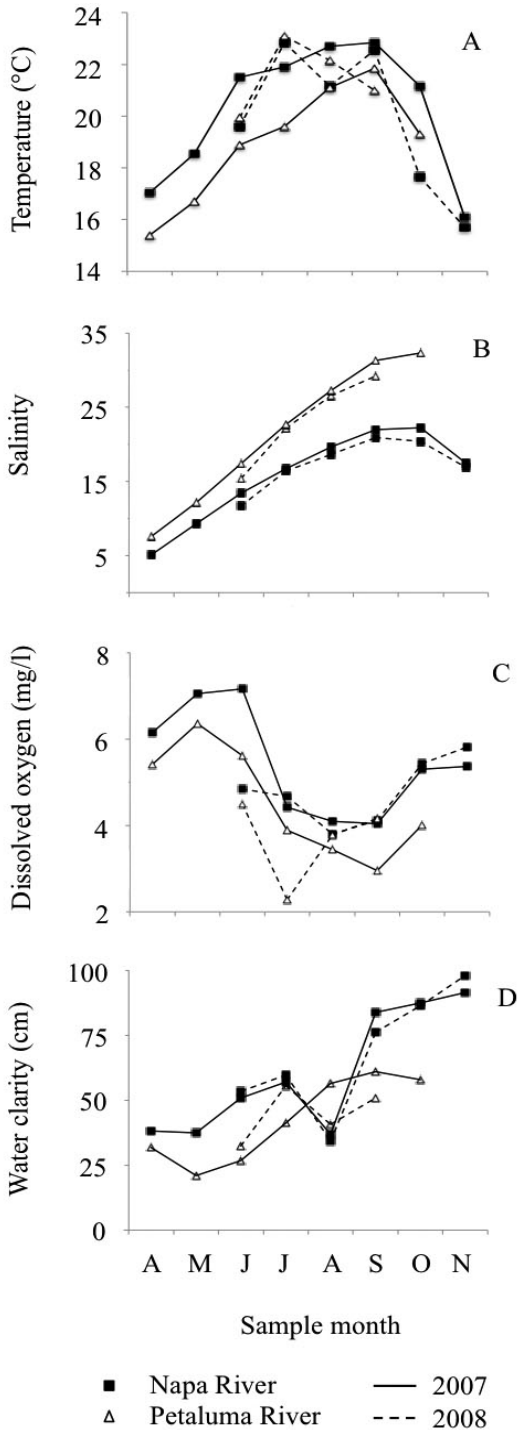 24
22
20
18
16
14
Temperature (°C)
A
35
25
15
5
Salinity
B
8
6
4
2
Dissolved oxygen (mg/l)
C
100
75
50
25
0
Water clarity (cm)
D
A M J J A S O N
Sample month
Napa River
2007
Petaluma River
2008